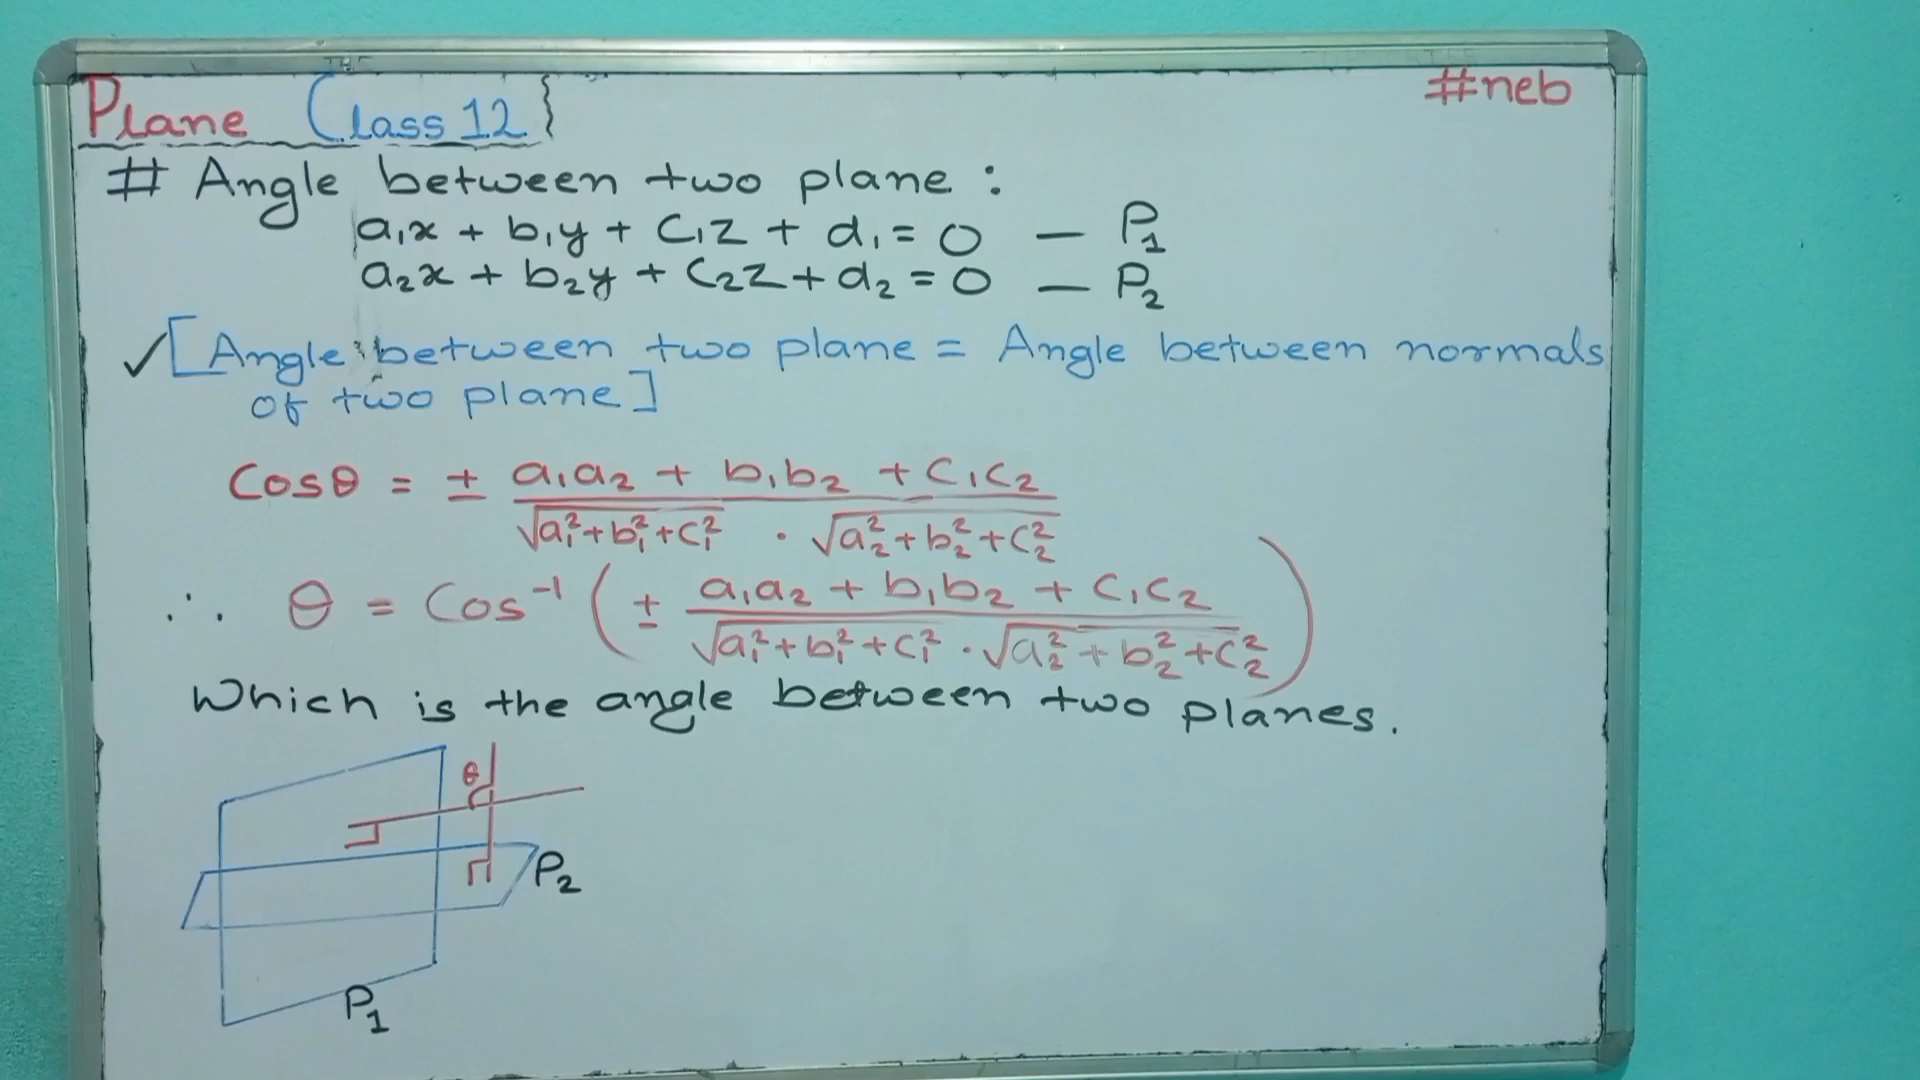 Plane Class 12}
#neb
# Angle between two plane :
a₁x + b₁y + c₁z + d₁ = 0 — P₁
a₂x + b₂y + c₂z + d₂ = 0 — P₂
✓[Angle between two plane = Angle between normals
of two plane]
Cosθ = ± a₁a₂ + b₁b₂ + c₁c₂
√a₁²+b₁²+c₁² · √a₂²+b₂²+c₂²
∴ θ = Cos⁻¹ ( ± a₁a₂ + b₁b₂ + c₁c₂
√a₁²+b₁²+c₁² · √a₂²+b₂²+c₂² )
Which is the angle between two planes.
θ
P₂
P₁